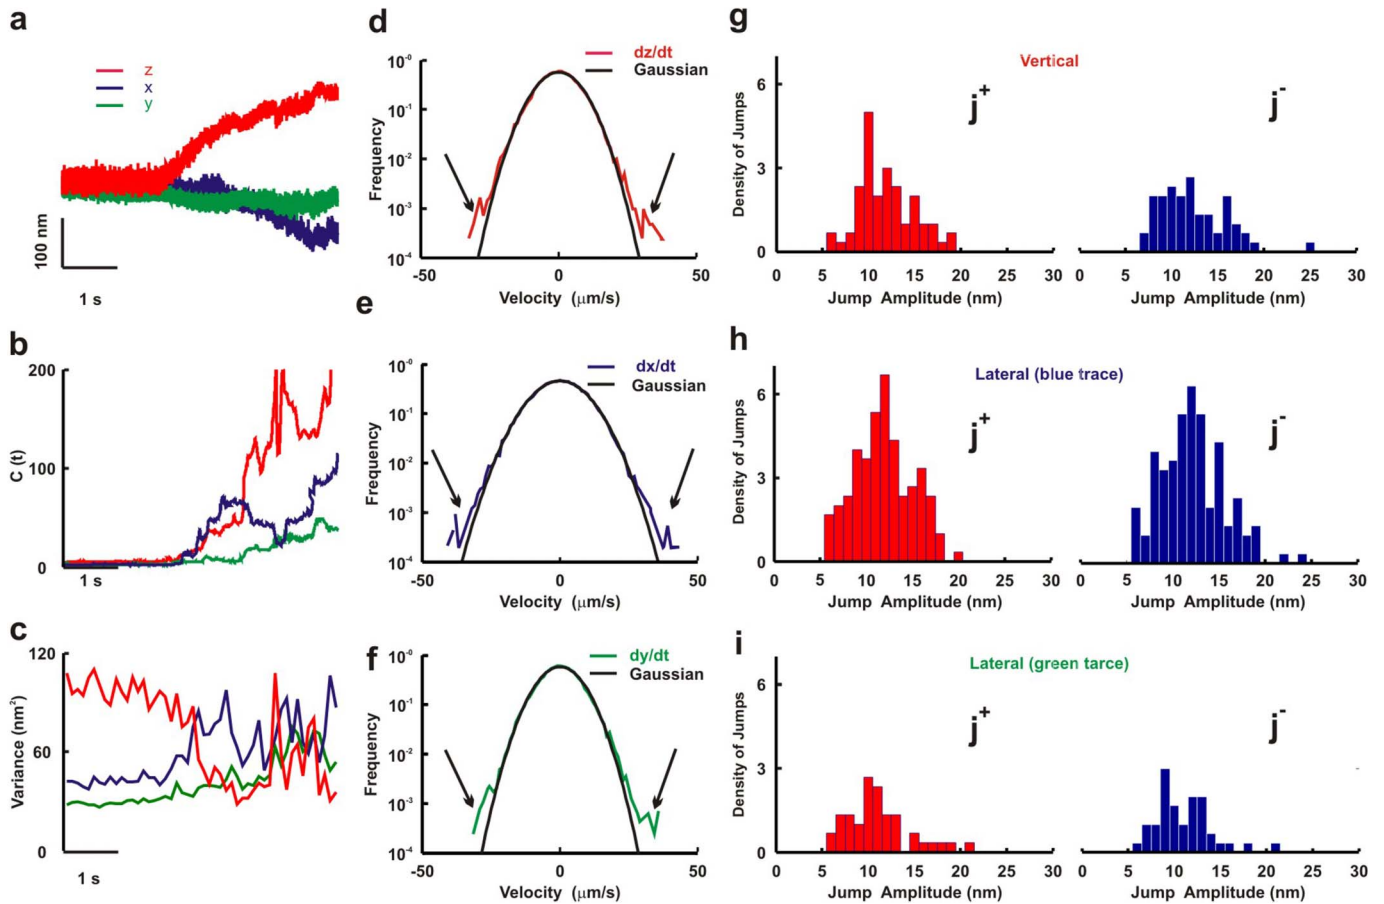 a
z
x
y
100 nm
1 s
b
200
100
0
C (t)
1 s
c
120
60
0
Variance (nm²)
1 s
d
dz/dt
Gaussian
10⁻⁰
10⁻¹
10⁻²
10⁻³
10⁻⁴
Frequency
-50 0 50
Velocity (μm/s)
e
dx/dt
Gaussian
10⁻⁰
10⁻¹
10⁻²
10⁻³
10⁻⁴
Frequency
-50 0 50
Velocity (μm/s)
f
dy/dt
Gaussian
10⁻⁰
10⁻¹
10⁻²
10⁻³
10⁻⁴
Frequency
-50 0 50
Velocity (μm/s)
g
Vertical
j⁺ j⁻
6
3
0
Density of Jumps
0 5 10 15 20 25 30 0 5 10 15 20 25 30
Jump Amplitude (nm) Jump Amplitude (nm)
h
Lateral (blue trace)
j⁺ j⁻
6
3
0
Density of Jumps
0 5 10 15 20 25 30 0 5 10 15 20 25 30
Jump Amplitude (nm) Jump Amplitude (nm)
i
Lateral (green tarce)
j⁺ j⁻
6
3
0
Density of Jumps
0 5 10 15 20 25 30 0 5 10 15 20 25 30
Jump Amplitude (nm) Jump Amplitude (nm)